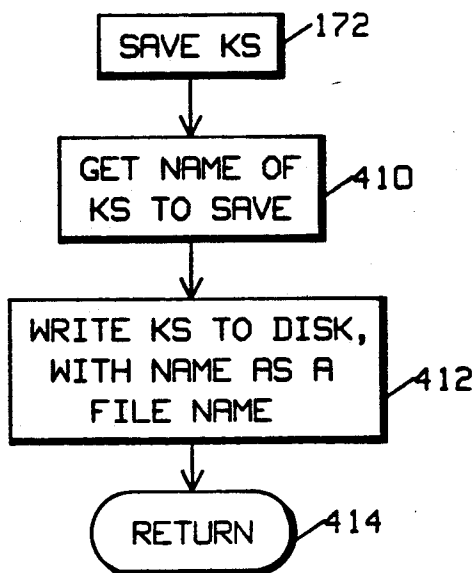 SAVE KS
172
GET NAME OF
KS TO SAVE
410
WRITE KS TO DISK,
WITH NAME AS A
FILE NAME
412
RETURN
414